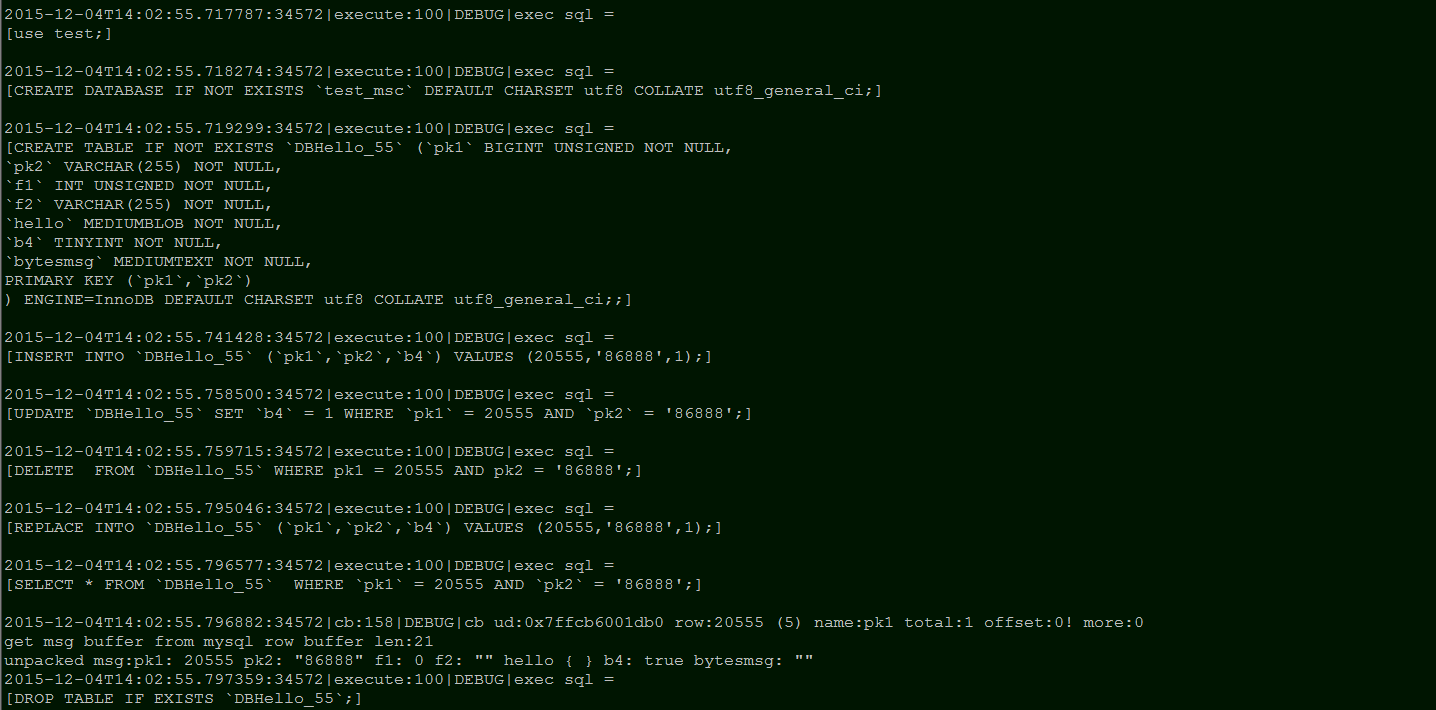 2015-12-04T14:02:55.717787:34572|execute:100|DEBUG|exec sql =
[use test;]
2015-12-04T14:02:55.718274:34572|execute:100|DEBUG|exec sql =
[CREATE DATABASE IF NOT EXISTS `test_msc` DEFAULT CHARSET utf8 COLLATE utf8_general_ci;]
2015-12-04T14:02:55.719299:34572|execute:100|DEBUG|exec sql =
[CREATE TABLE IF NOT EXISTS `DBHello_55` (`pk1` BIGINT UNSIGNED NOT NULL,
`pk2` VARCHAR(255) NOT NULL,
`f1` INT UNSIGNED NOT NULL,
`f2` VARCHAR(255) NOT NULL,
`hello` MEDIUMBLOB NOT NULL,
`b4` TINYINT NOT NULL,
`bytesmsg` MEDIUMTEXT NOT NULL,
PRIMARY KEY (`pk1`,`pk2`)
) ENGINE=InnoDB DEFAULT CHARSET utf8 COLLATE utf8_general_ci;;]
2015-12-04T14:02:55.741428:34572|execute:100|DEBUG|exec sql =
[INSERT INTO `DBHello_55` (`pk1`,`pk2`,`b4`) VALUES (20555,'86888',1);]
2015-12-04T14:02:55.758500:34572|execute:100|DEBUG|exec sql =
[UPDATE `DBHello_55` SET `b4` = 1 WHERE `pk1` = 20555 AND `pk2` = '86888';]
2015-12-04T14:02:55.759715:34572|execute:100|DEBUG|exec sql =
[DELETE  FROM `DBHello_55` WHERE pk1 = 20555 AND pk2 = '86888';]
2015-12-04T14:02:55.795046:34572|execute:100|DEBUG|exec sql =
[REPLACE INTO `DBHello_55` (`pk1`,`pk2`,`b4`) VALUES (20555,'86888',1);]
2015-12-04T14:02:55.796577:34572|execute:100|DEBUG|exec sql =
[SELECT * FROM `DBHello_55`  WHERE `pk1` = 20555 AND `pk2` = '86888';]
2015-12-04T14:02:55.796882:34572|cb:158|DEBUG|cb ud:0x7ffcb6001db0 row:20555 (5) name:pk1 total:1 offset:0! more:0
get msg buffer from mysql row buffer len:21
unpacked msg:pk1: 20555 pk2: "86888" f1: 0 f2: "" hello { } b4: true bytesmsg: ""
2015-12-04T14:02:55.797359:34572|execute:100|DEBUG|exec sql =
[DROP TABLE IF EXISTS `DBHello_55`;]